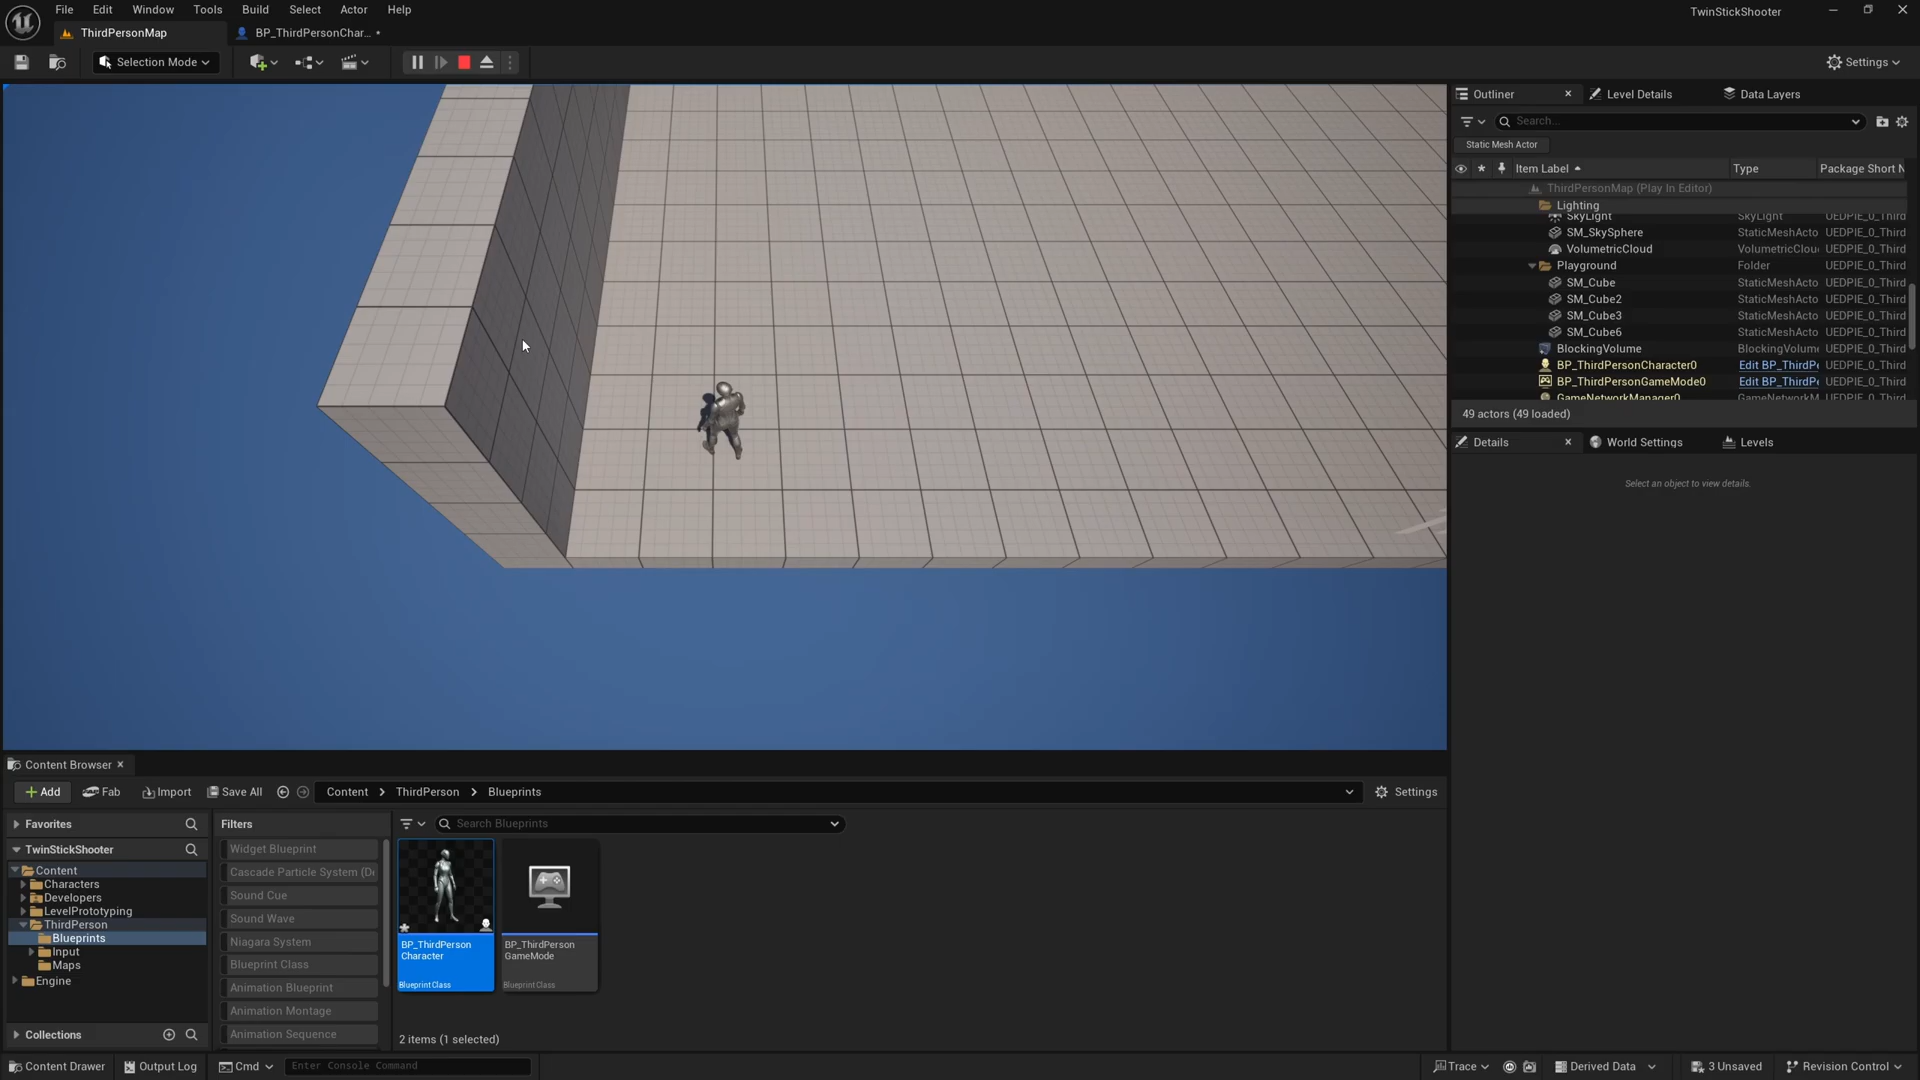 File Edit Window Tools Build Select Actor Help
TwinStickShooter
ThirdPersonMap
BP_ThirdPersonChar... •
Selection Mode
Settings
Outliner
Level Details
Data Layers
Search...
Static Mesh Actor
Item Label Type Package Short N
ThirdPersonMap (Play In Editor)
Lighting
SkyLight SkyLight UEDPIE_0_Third
SM_SkySphere StaticMeshActo UEDPIE_0_Third
VolumetricCloud VolumetricClou UEDPIE_0_Third
Playground Folder UEDPIE_0_Third
SM_Cube StaticMeshActo UEDPIE_0_Third
SM_Cube2 StaticMeshActo UEDPIE_0_Third
SM_Cube3 StaticMeshActo UEDPIE_0_Third
SM_Cube6 StaticMeshActo UEDPIE_0_Third
BlockingVolume BlockingVolume UEDPIE_0_Third
BP_ThirdPersonCharacter0 Edit BP_ThirdPe UEDPIE_0_Third
BP_ThirdPersonGameMode0 Edit BP_ThirdPe UEDPIE_0_Third
GameNetworkManager0 GameNetworkM UEDPIE_0_Third
49 actors (49 loaded)
Details
World Settings
Levels
Select an object to view details.
Content Browser
Add
Fab
Import
Save All
Content
ThirdPerson
Blueprints
Settings
Favorites
TwinStickShooter
Content
Characters
Developers
LevelPrototyping
ThirdPerson
Blueprints
Input
Maps
Engine
Collections
Filters
Widget Blueprint
Cascade Particle System (De
Sound Cue
Sound Wave
Niagara System
Blueprint Class
Animation Blueprint
Animation Montage
Animation Sequence
Search Blueprints
BP_ThirdPerson
Character
Blueprint Class
BP_ThirdPerson
GameMode
Blueprint Class
2 items (1 selected)
Content Drawer
Output Log
Cmd
Enter Console Command
Trace
Derived Data
3 Unsaved
Revision Control